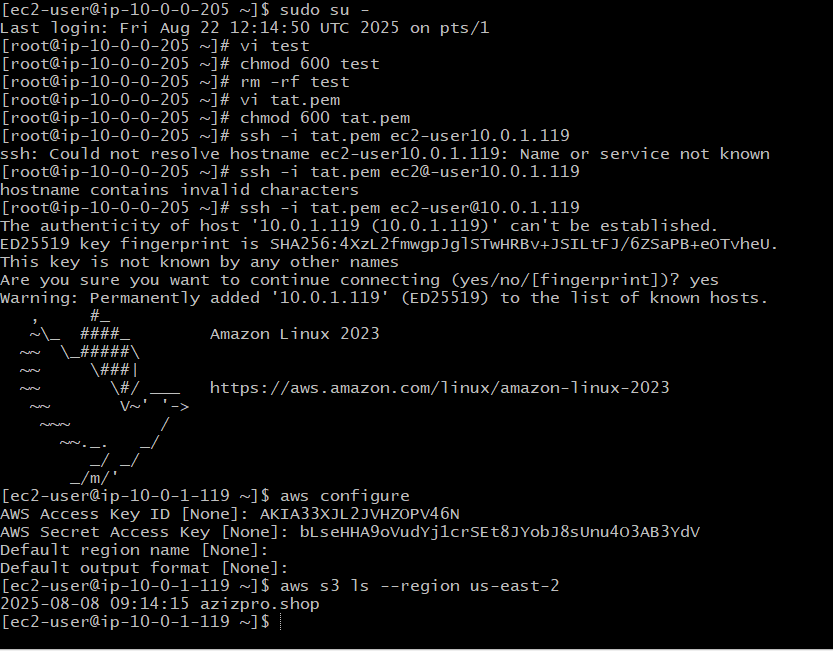 [ec2-user@ip-10-0-0-205 ~]$ sudo su -
Last login: Fri Aug 22 12:14:50 UTC 2025 on pts/1
[root@ip-10-0-0-205 ~]# vi test
[root@ip-10-0-0-205 ~]# chmod 600 test
[root@ip-10-0-0-205 ~]# rm -rf test
[root@ip-10-0-0-205 ~]# vi tat.pem
[root@ip-10-0-0-205 ~]# chmod 600 tat.pem
[root@ip-10-0-0-205 ~]# ssh -i tat.pem ec2-user10.0.1.119
ssh: Could not resolve hostname ec2-user10.0.1.119: Name or service not known
[root@ip-10-0-0-205 ~]# ssh -i tat.pem ec2@-user10.0.1.119
hostname contains invalid characters
[root@ip-10-0-0-205 ~]# ssh -i tat.pem ec2-user@10.0.1.119
The authenticity of host '10.0.1.119 (10.0.1.119)' can't be established.
ED25519 key fingerprint is SHA256:4XzL2fmwgpJglSTwHRBv+JSILtFJ/6ZSaPB+eOTvheU.
This key is not known by any other names
Are you sure you want to continue connecting (yes/no/[fingerprint])? yes
Warning: Permanently added '10.0.1.119' (ED25519) to the list of known hosts.
   ,     #_
   ~\_  ####_        Amazon Linux 2023
  ~~  \_#####\
  ~~     \###|
  ~~       \#/ ___   https://aws.amazon.com/linux/amazon-linux-2023
   ~~       V~' '->
    ~~~         /
      ~~._.   _/
         _/ _/
       _/m/'
[ec2-user@ip-10-0-1-119 ~]$ aws configure
AWS Access Key ID [None]: AKIA33XJL2JVHZOPV46N
AWS Secret Access Key [None]: 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
Default region name [None]:
Default output format [None]:
[ec2-user@ip-10-0-1-119 ~]$ aws s3 ls --region us-east-2
2025-08-08 09:14:15 azizpro.shop
[ec2-user@ip-10-0-1-119 ~]$